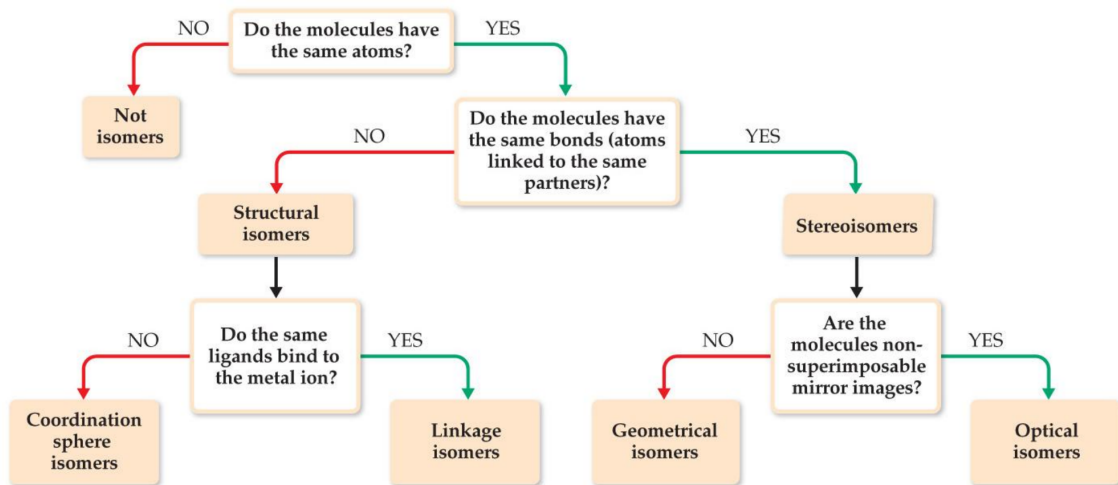 NO
Do the molecules have
the same atoms?
YES
Not
isomers
NO
Do the molecules have
the same bonds (atoms
linked to the same
partners)?
YES
Structural
isomers
Stereoisomers
NO
Do the same
ligands bind to
the metal ion?
YES
NO
Are the
molecules non-
superimposable
mirror images?
YES
Coordination
sphere
isomers
Linkage
isomers
Geometrical
isomers
Optical
isomers